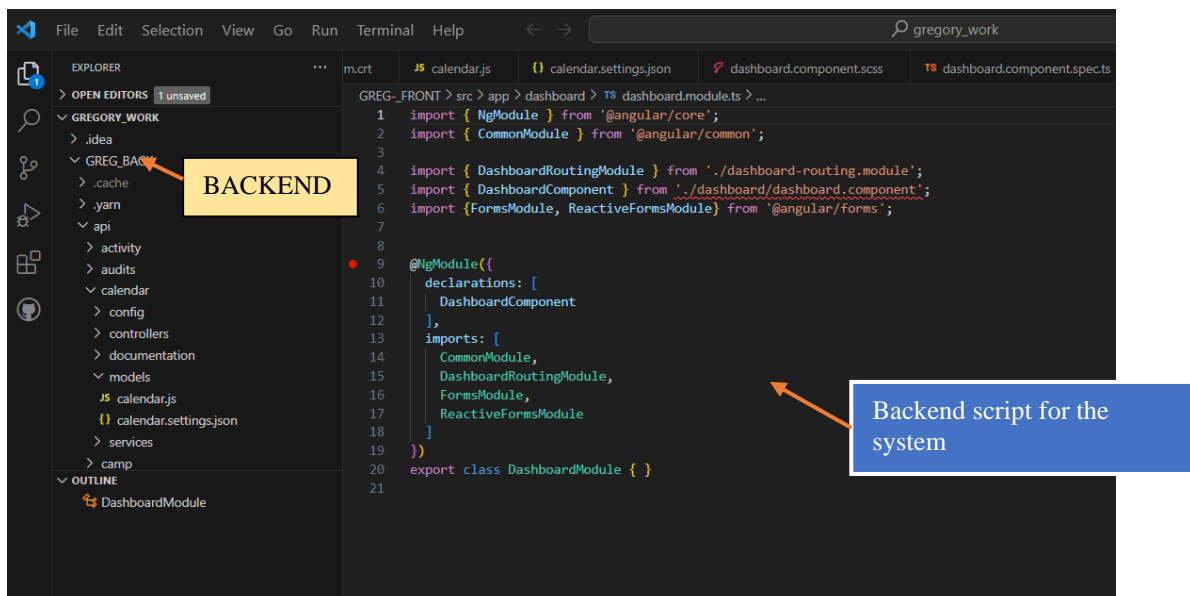 File Edit Selection View Go Run Terminal Help
gregory_work
EXPLORER
1
OPEN EDITORS 1 unsaved
GREGORY_WORK
.idea
GREG_BACK
.cache
.yarn
api
activity
audits
calendar
config
controllers
documentation
models
JS calendar.js
{} calendar.settings.json
services
camp
OUTLINE
DashboardModule
BACKEND
m.crt JS calendar.js {} calendar.settings.json dashboard.component.scss TS dashboard.component.spec.ts
GREG-_FRONT > src > app > dashboard > TS dashboard.module.ts > ...
1 import { NgModule } from '@angular/core';
2 import { CommonModule } from '@angular/common';
3
4 import { DashboardRoutingModule } from './dashboard-routing.module';
5 import { DashboardComponent } from './dashboard/dashboard.component';
6 import {FormsModule, ReactiveFormsModule} from '@angular/forms';
7
8
9 @NgModule({
10 declarations: [
11 DashboardComponent
12 ],
13 imports: [
14 CommonModule,
15 DashboardRoutingModule,
16 FormsModule,
17 ReactiveFormsModule
18 ]
19 })
20 export class DashboardModule { }
21
Backend script for the
system